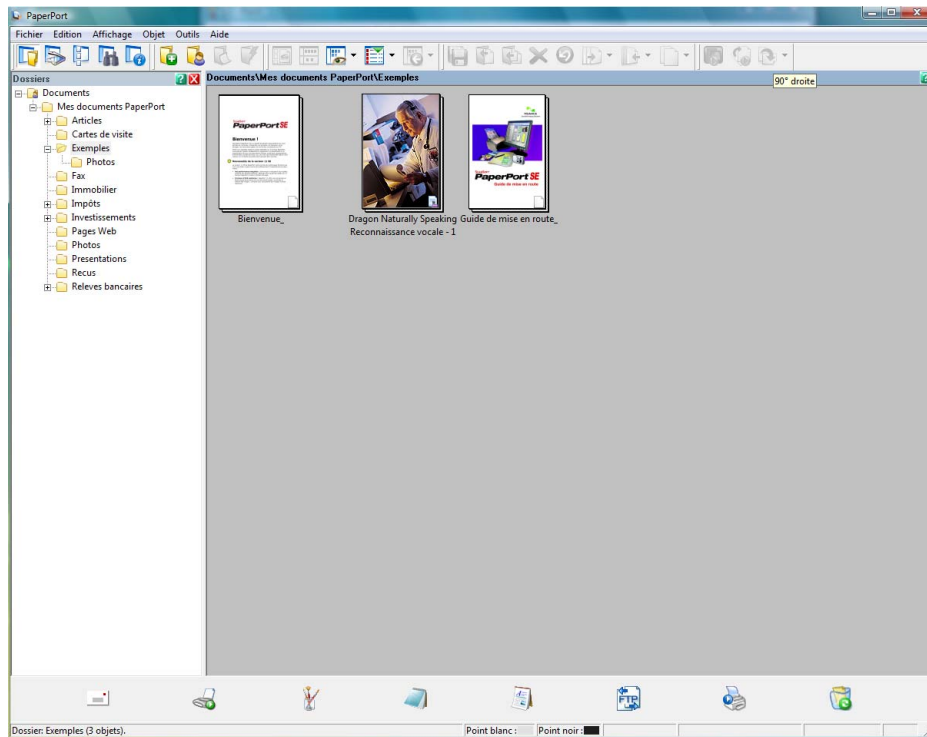 PaperPort
Fichier Edition Affichage Objet Outils Aide
Dossiers
Documents\Mes documents PaperPort\Exemples
90° droite
Documents
Mes documents PaperPort
Articles
Cartes de visite
Exemples
Photos
Fax
Immobilier
Impôts
Investissements
Pages Web
Photos
Presentations
Recus
Releves bancaires
PaperPort SE
Bienvenue !
PaperPort SE
Guide de mise en route
Bienvenue_
Dragon Naturally Speaking
Reconnaissance vocale - 1
Guide de mise en route_
FTP
Dossier: Exemples (3 objets).
Point blanc :
Point noir :